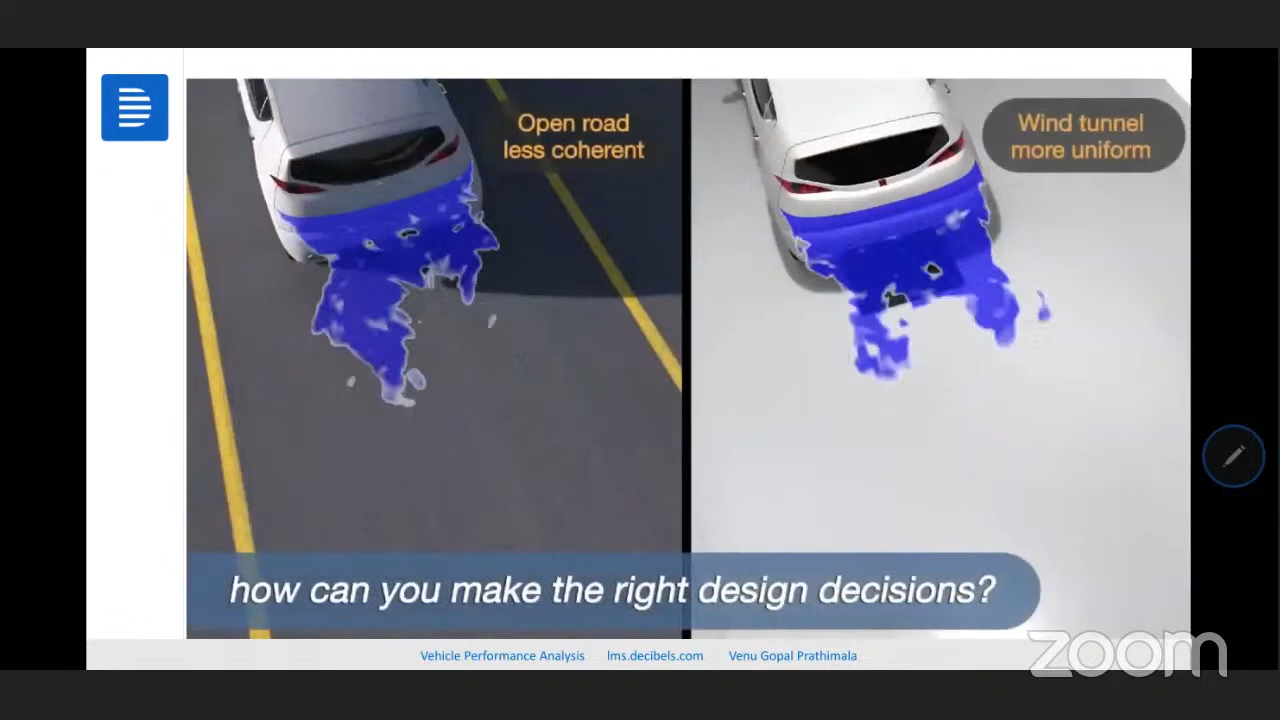 Open road
less coherent
Wind tunnel
more uniform
how can you make the right design decisions?
Vehicle Performance Analysis lms.decibels.com Venu Gopal Prathimala
zoom